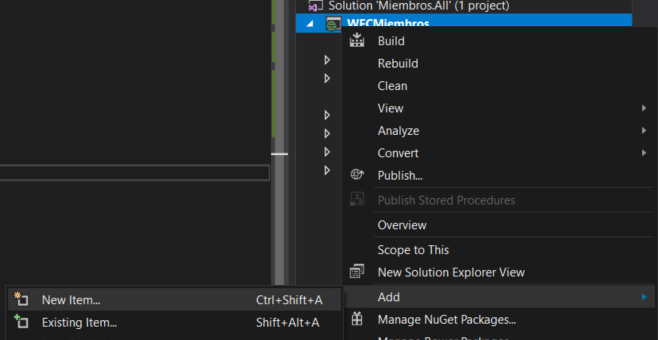 Solution 'Miembros.All' (1 project)
WFCMiembros
Build
Rebuild
Clean
View
Analyze
Convert
Publish...
Publish Stored Procedures
Overview
Scope to This
New Solution Explorer View
Add
New Item... Ctrl+Shift+A
Existing Item... Shift+Alt+A
Manage NuGet Packages...